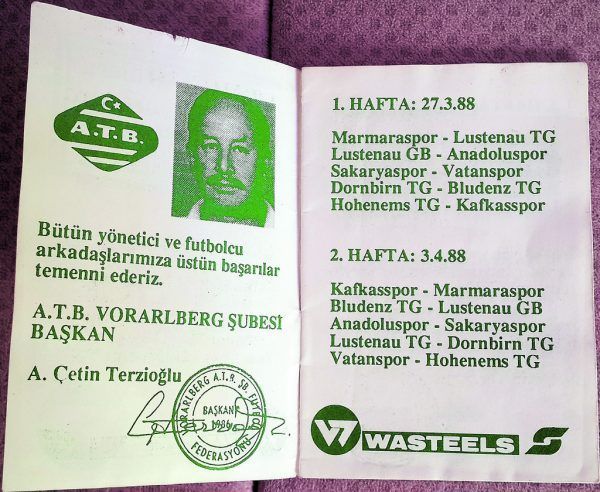 A.T.B.
Bütün yönetici ve futbolcu
arkadaşlarımıza üstün başarılar
temenni ederiz.
A.T.B. VORARLBERG ŞUBESİ
BAŞKAN
A. Çetin Terzioğlu
VORARLBERG A.T.B. ŞB. FUTBOL
FEDERASYONU
BAŞKAN
1. HAFTA: 27.3.88
Marmaraspor - Lustenau TG
Lustenau GB - Anadoluspor
Sakaryaspor - Vatanspor
Dornbirn TG - Bludenz TG
Hohenems TG - Kafkasspor
2. HAFTA: 3.4.88
Kafkasspor - Marmaraspor
Bludenz TG - Lustenau GB
Anadoluspor - Sakaryaspor
Lustenau TG - Dornbirn TG
Vatanspor - Hohenems TG
WASTEELS